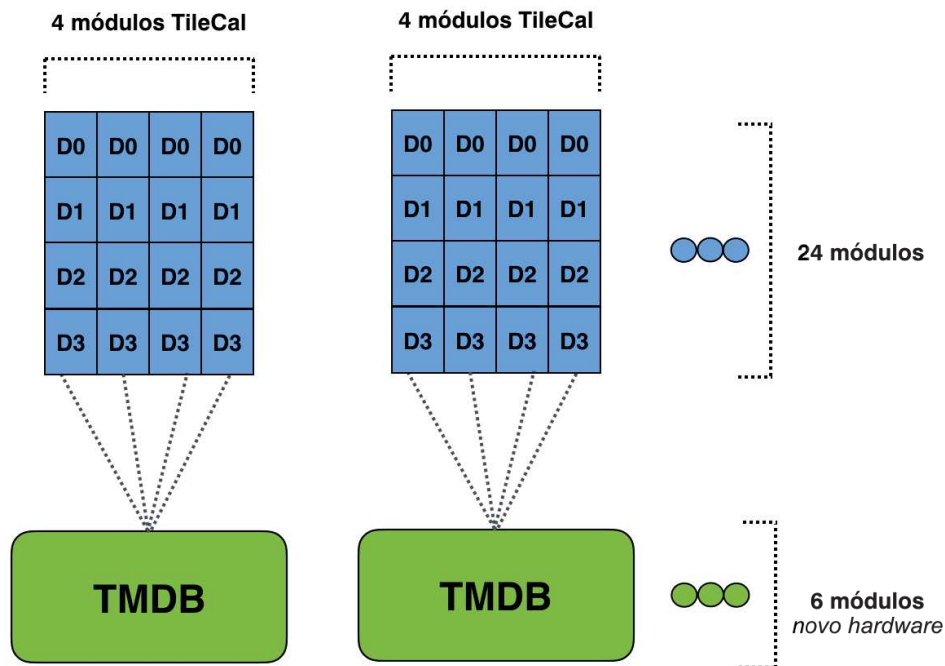 4 módulos TileCal
4 módulos TileCal
D0 D0 D0 D0
D1 D1 D1 D1
D2 D2 D2 D2
D3 D3 D3 D3
D0 D0 D0 D0
D1 D1 D1 D1
D2 D2 D2 D2
D3 D3 D3 D3
24 módulos
TMDB
TMDB
6 módulos
novo hardware